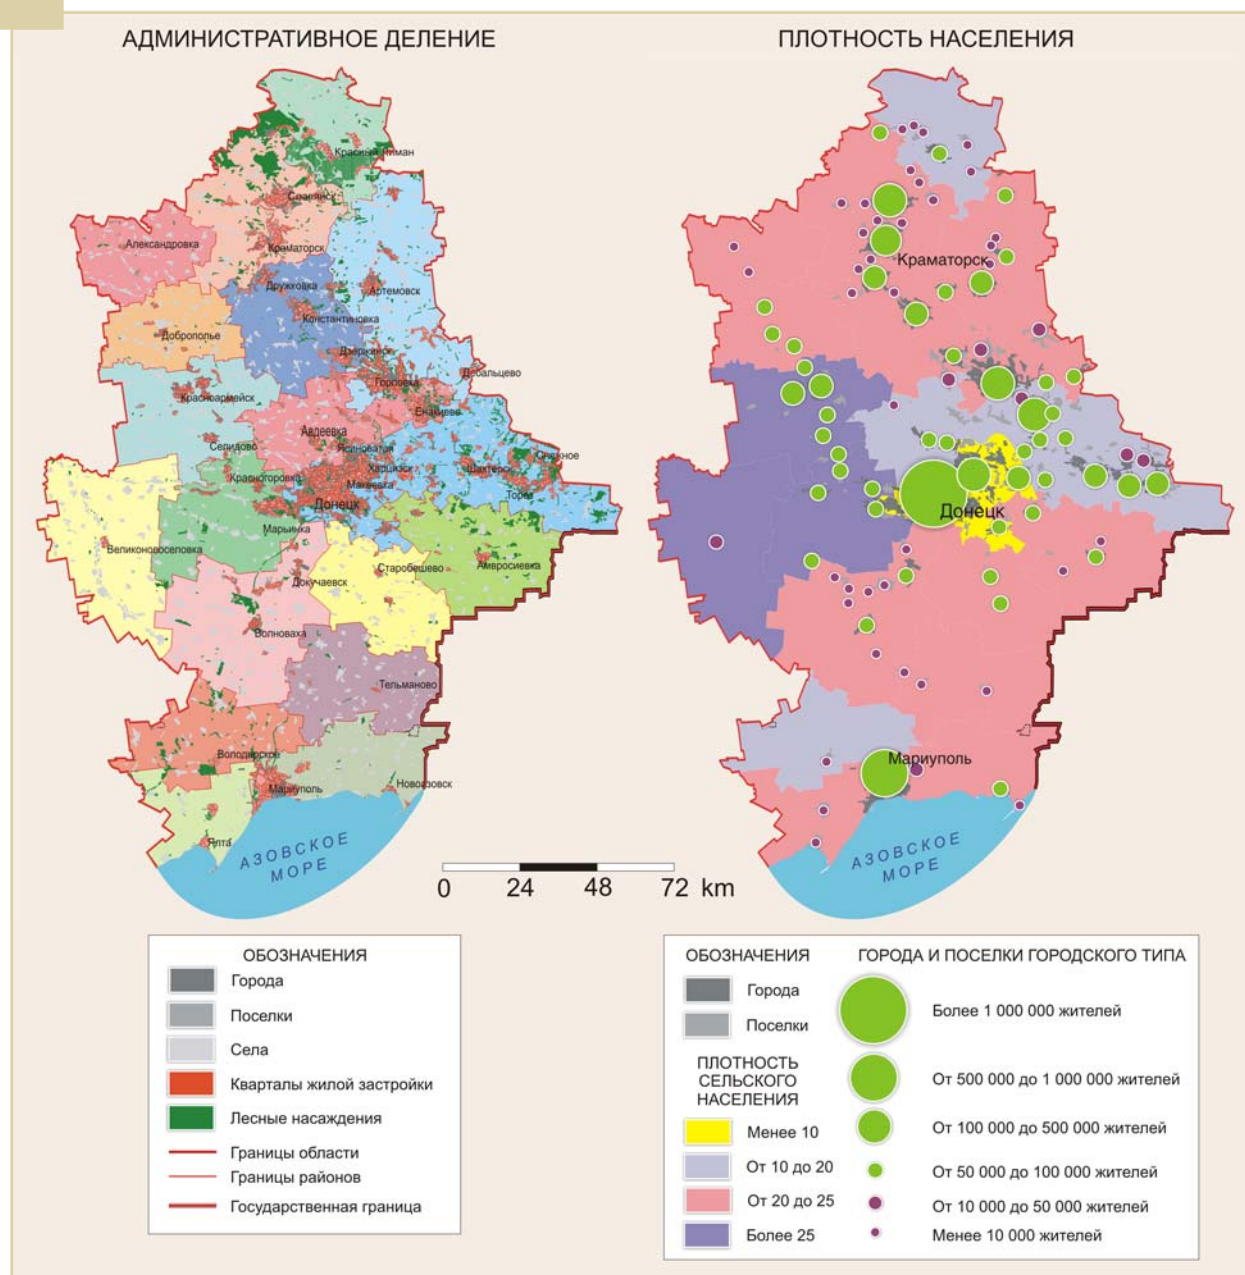 АДМИНИСТРАТИВНОЕ ДЕЛЕНИЕ
Красный Лиман
Славянск
Александровка
Краматорск
Дружковка
Артемовск
Константиновка
Доброполье
Дзержинск
Дебальцево
Горловка
Красноармейск
Енакиево
Авдеевка
Селидово
Ясиноватая
Снежное
Харцизск
Шахтерск
Красногоровка
Макеевка
Торез
Донецк
Марьинка
Великоновоселовка
Старобешево
Амвросиевка
Докучаевск
Волноваха
Тельманово
Володарское
Новоазовск
Мариуполь
Ялта
АЗОВСКОЕ
МОРЕ
0 24 48 72 km
ОБОЗНАЧЕНИЯ
Города
Поселки
Села
Кварталы жилой застройки
Лесные насаждения
Границы области
Границы районов
Государственная граница
ПЛОТНОСТЬ НАСЕЛЕНИЯ
Краматорск
Донецк
Мариуполь
АЗОВСКОЕ
МОРЕ
ОБОЗНАЧЕНИЯ
Города
Поселки
ПЛОТНОСТЬ
СЕЛЬСКОГО
НАСЕЛЕНИЯ
Менее 10
От 10 до 20
От 20 до 25
Более 25
ГОРОДА И ПОСЕЛКИ ГОРОДСКОГО ТИПА
Более 1 000 000 жителей
От 500 000 до 1 000 000 жителей
От 100 000 до 500 000 жителей
От 50 000 до 100 000 жителей
От 10 000 до 50 000 жителей
Менее 10 000 жителей